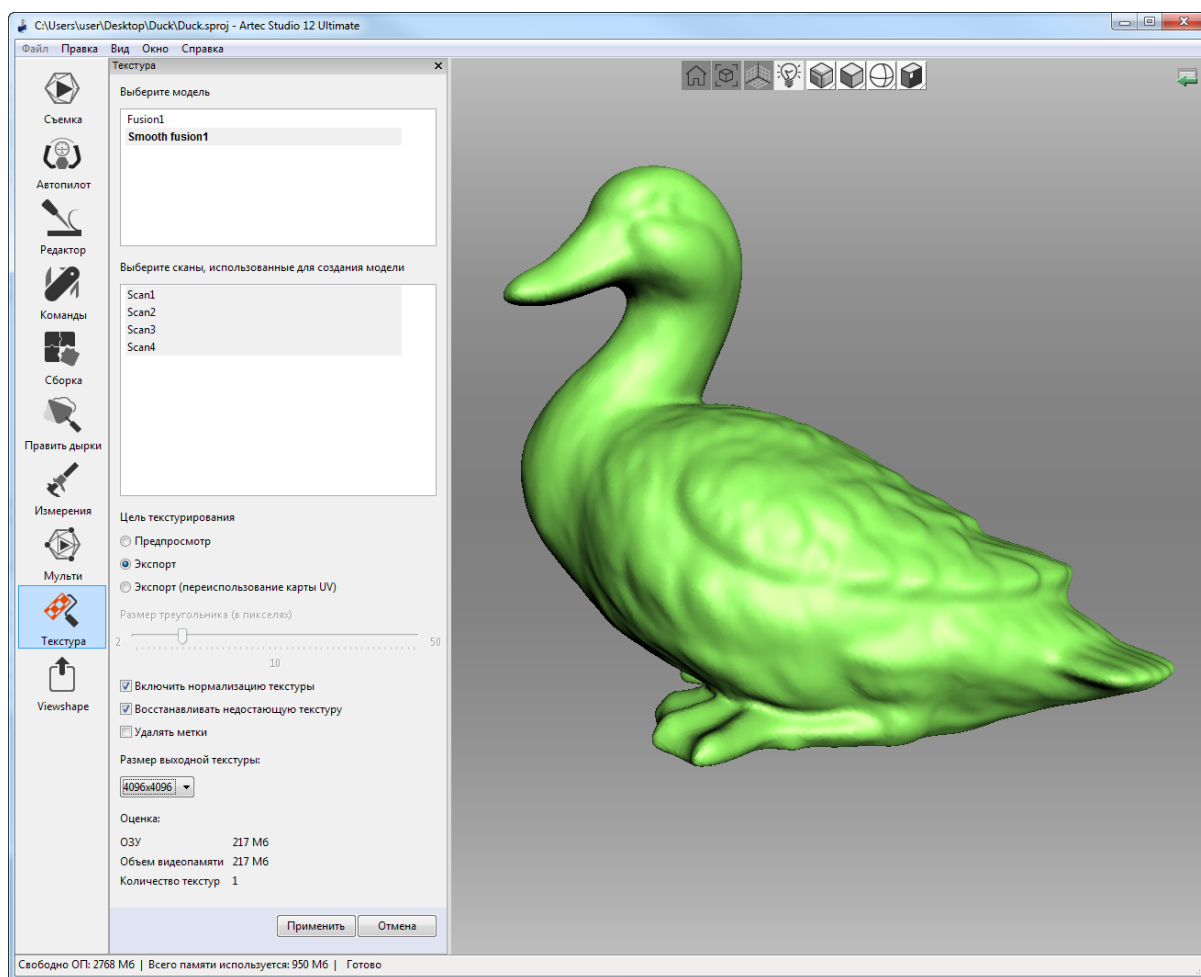 C:\Users\user\Desktop\Duck\Duck.sproj - Artec Studio 12 Ultimate
Файл Правка Вид Окно Справка
Съемка
Автопилот
Редактор
Команды
Сборка
Править дырки
Измерения
Мульти
Текстура
Viewshape
Текстура
Выберите модель
Fusion1
Smooth fusion1
Выберите сканы, использованные для создания модели
Scan1
Scan2
Scan3
Scan4
Цель текстурирования
Предпросмотр
Экспорт
Экспорт (переиспользование карты UV)
Размер треугольника (в пикселях)
2 50
10
Включить нормализацию текстуры
Восстанавливать недостающую текстуру
Удалять метки
Размер выходной текстуры:
4096x4096
Оценка:
ОЗУ 217 Мб
Объем видеопамяти 217 Мб
Количество текстур 1
Применить Отмена
Свободно ОП: 2768 Мб | Всего памяти используется: 950 Мб | Готово